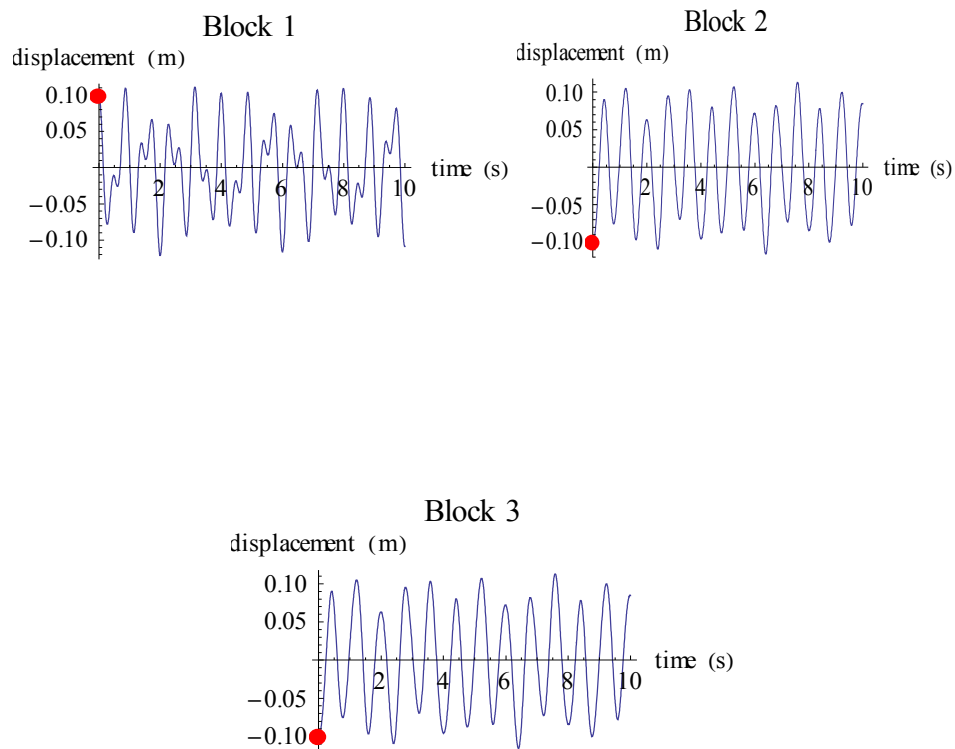 Block 1
displacement (m)
0.10
0.05
-0.05
-0.10
2 4 6 8 10
time (s)
Block 2
displacement (m)
0.10
0.05
-0.05
-0.10
2 4 6 8 10
time (s)
Block 3
displacement (m)
0.10
0.05
-0.05
-0.10
2 4 6 8 10
time (s)